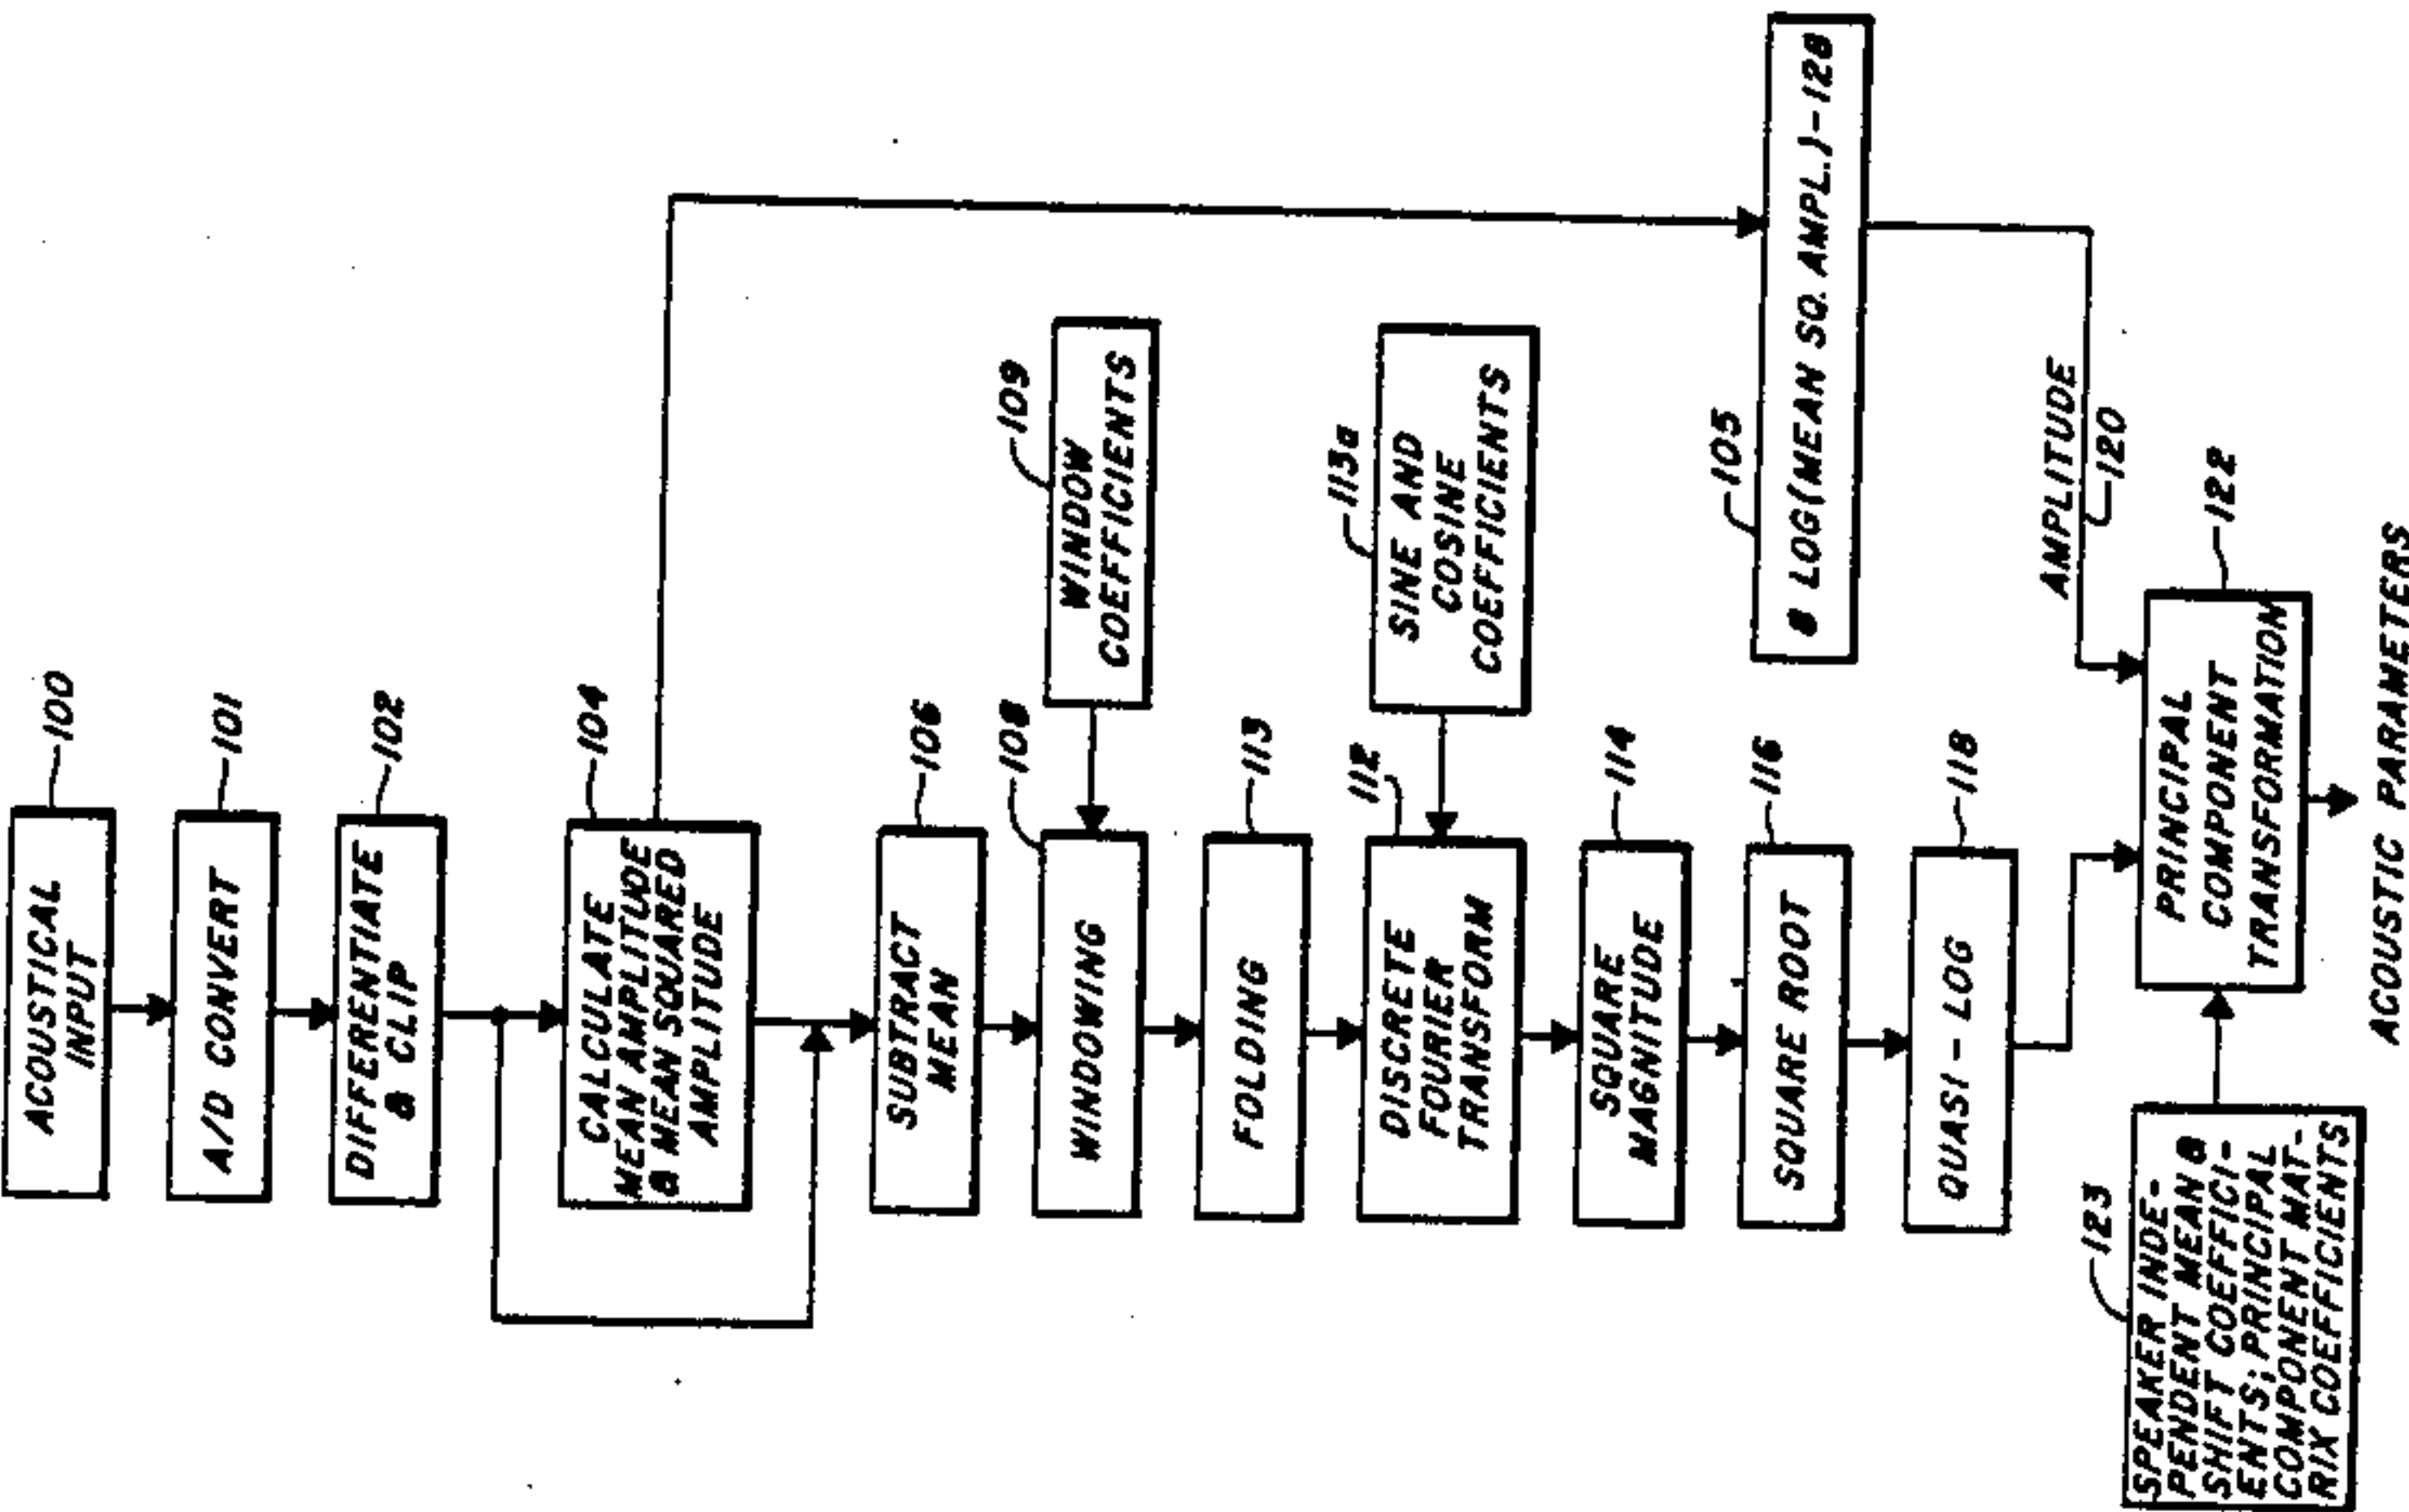 ACOUSTICAL
INPUT
100
A/D CONVERT
101
DIFFERENTIATE
& CLIP
102
CALCULATE
MEAN AMPLITUDE
& MEAN SQUARED
AMPLITUDE
104
SUBTRACT
MEAN
106
WINDOWING
108
WINDOW
COEFFICIENTS
109
FOLDING
113
DISCRETE
FOURIER
TRANSFORM
112
SINE AND
COSINE
COEFFICIENTS
113a
SQUARE
MAGNITUDE
114
SQUARE ROOT
116
8 LOG(MEAN SQ. AMPL.)-128
105
QUASI-LOG
118
AMPLITUDE
120
SPEAKER INDE-
PENDENT MEAN &
SHIFT COEFFICI-
ENTS; PRINCIPAL
COMPONENT MAT-
RIX COEFFICIENTS
123
PRINCIPAL
COMPONENT
TRANSFORMATION
122
ACOUSTIC PARAMETERS